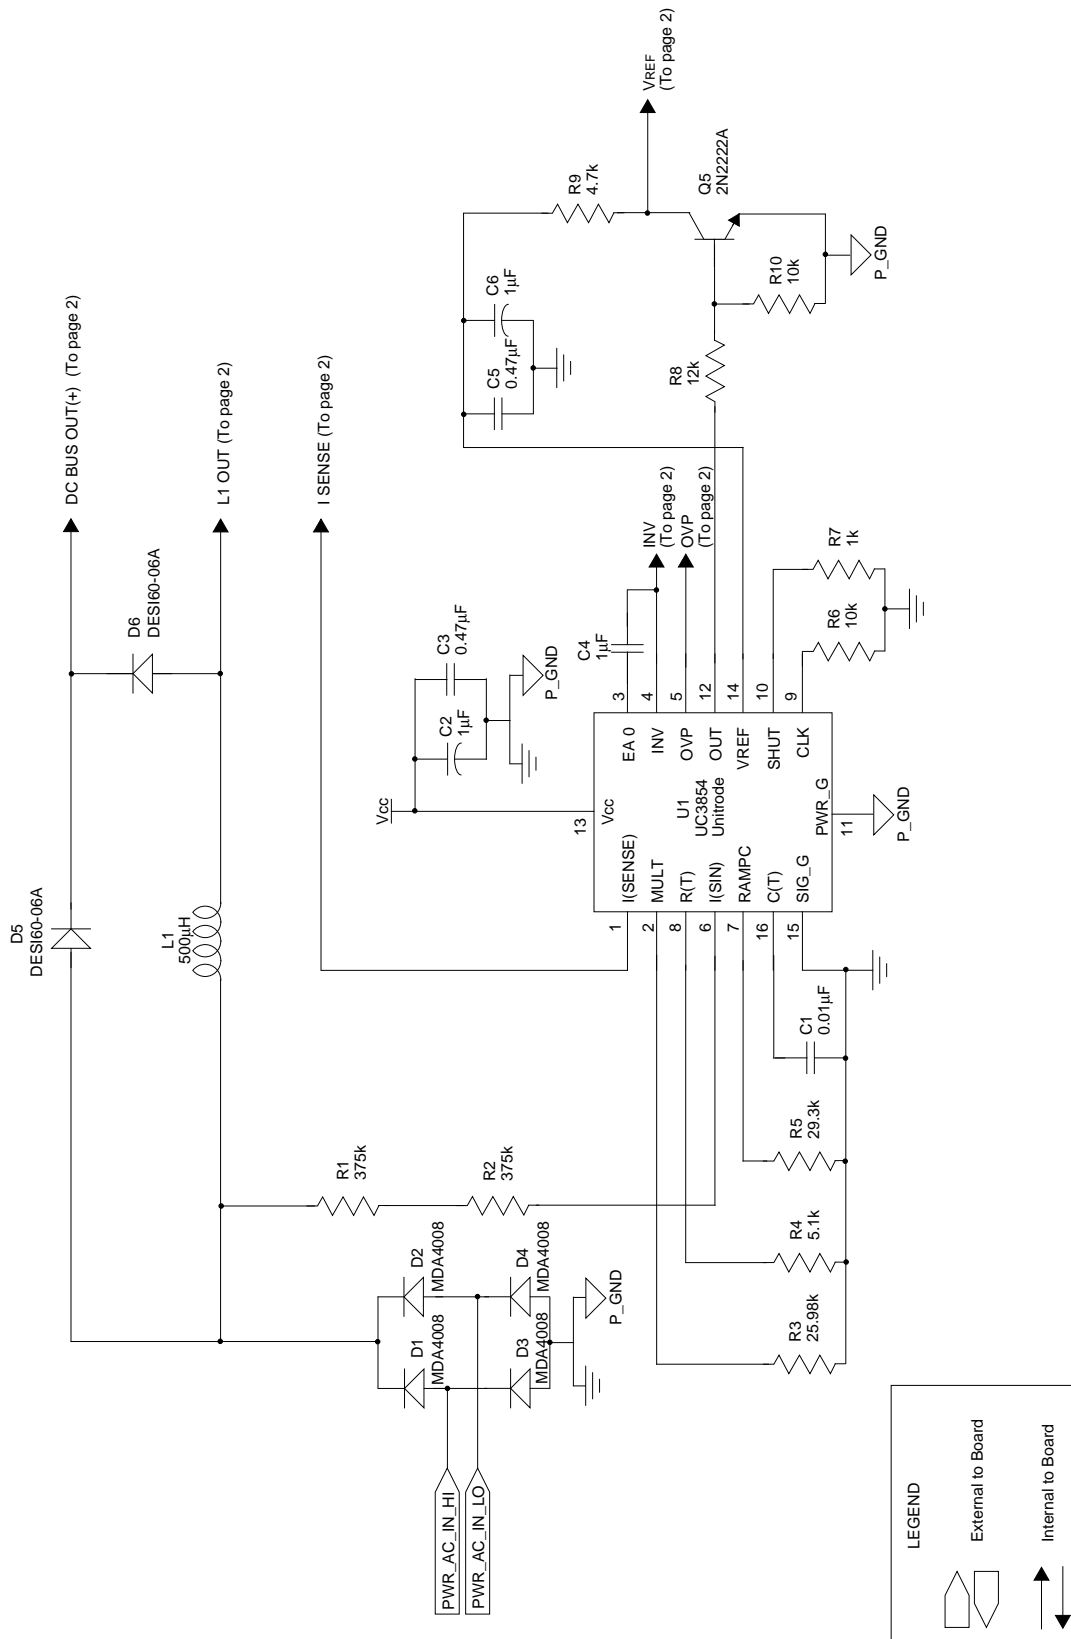 DC BUS OUT(+) (To page 2)
D5
DESI60-06A
D6
DESI60-06A
L1 OUT (To page 2)
L1
500µH
I SENSE (To page 2)
R1
375k
R2
375k
D1
MDA4008
D2
MDA4008
D3
MDA4008
D4
MDA4008
P_GND
PWR_AC_IN_HI
PWR_AC_IN_LO
Vcc
C2
1µF
C3
0.47µF
P_GND
C5
0.47µF
C6
1µF
R9
4.7k
VREF
(To page 2)
Q5
2N2222A
R8
12k
R10
10k
P_GND
C4
1µF
INV
(To page 2)
OVP
(To page 2)
13
Vcc
U1
UC3854
Unitrode
1
I(SENSE)
2
MULT
8
R(T)
6
I(SIN)
7
RAMPC
16
C(T)
15
SIG_G
3
EA 0
4
INV
5
OVP
12
OUT
14
VREF
10
SHUT
9
CLK
PWR_G
11
P_GND
R6
10k
R7
1k
C1
0.01µF
R5
29.3k
R4
5.1k
R3
25.98k
LEGEND
External to Board
Internal to Board